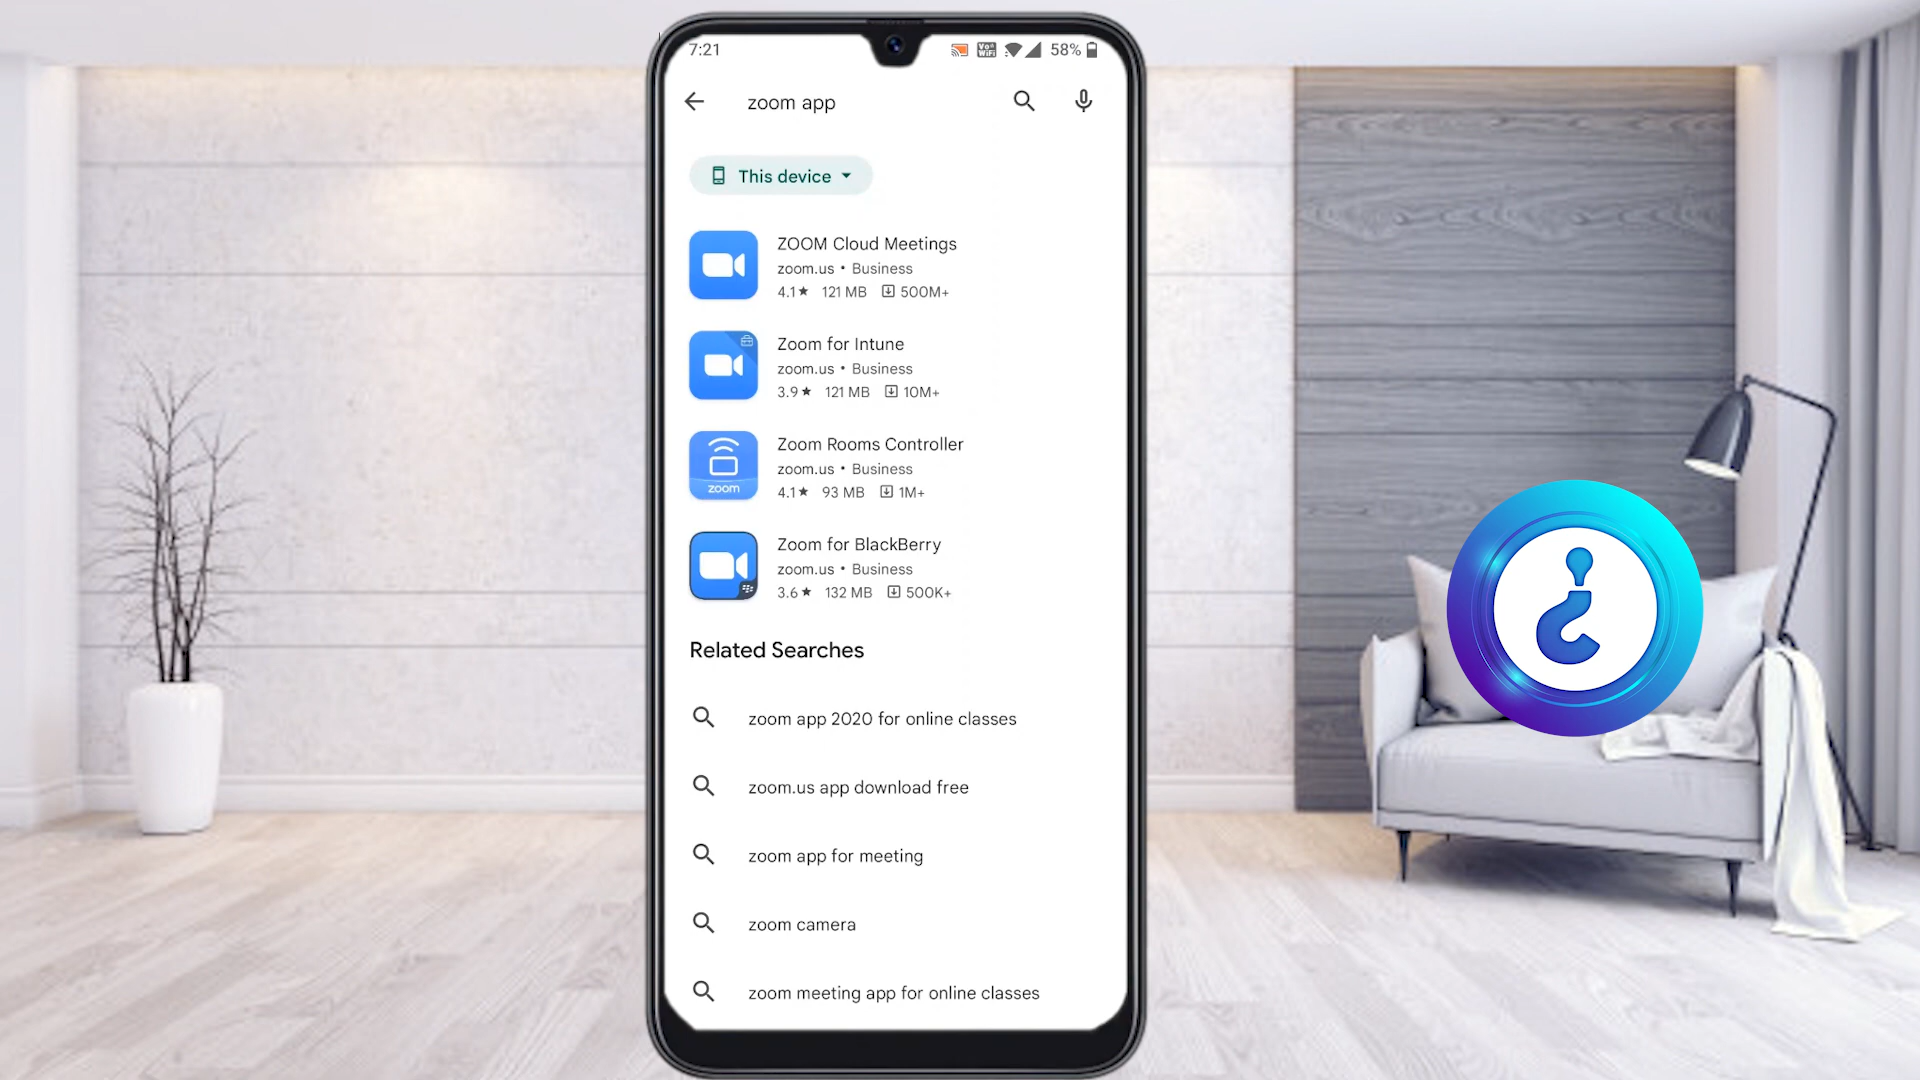 7:21
58%
zoom app
This device
ZOOM Cloud Meetings
zoom.us • Business
4.1★ 121 MB 500M+
Zoom for Intune
zoom.us • Business
3.9★ 121 MB 10M+
Zoom Rooms Controller
zoom.us • Business
4.1★ 93 MB 1M+
zoom
Zoom for BlackBerry
zoom.us • Business
3.6★ 132 MB 500K+
Related Searches
zoom app 2020 for online classes
zoom.us app download free
zoom app for meeting
zoom camera
zoom meeting app for online classes